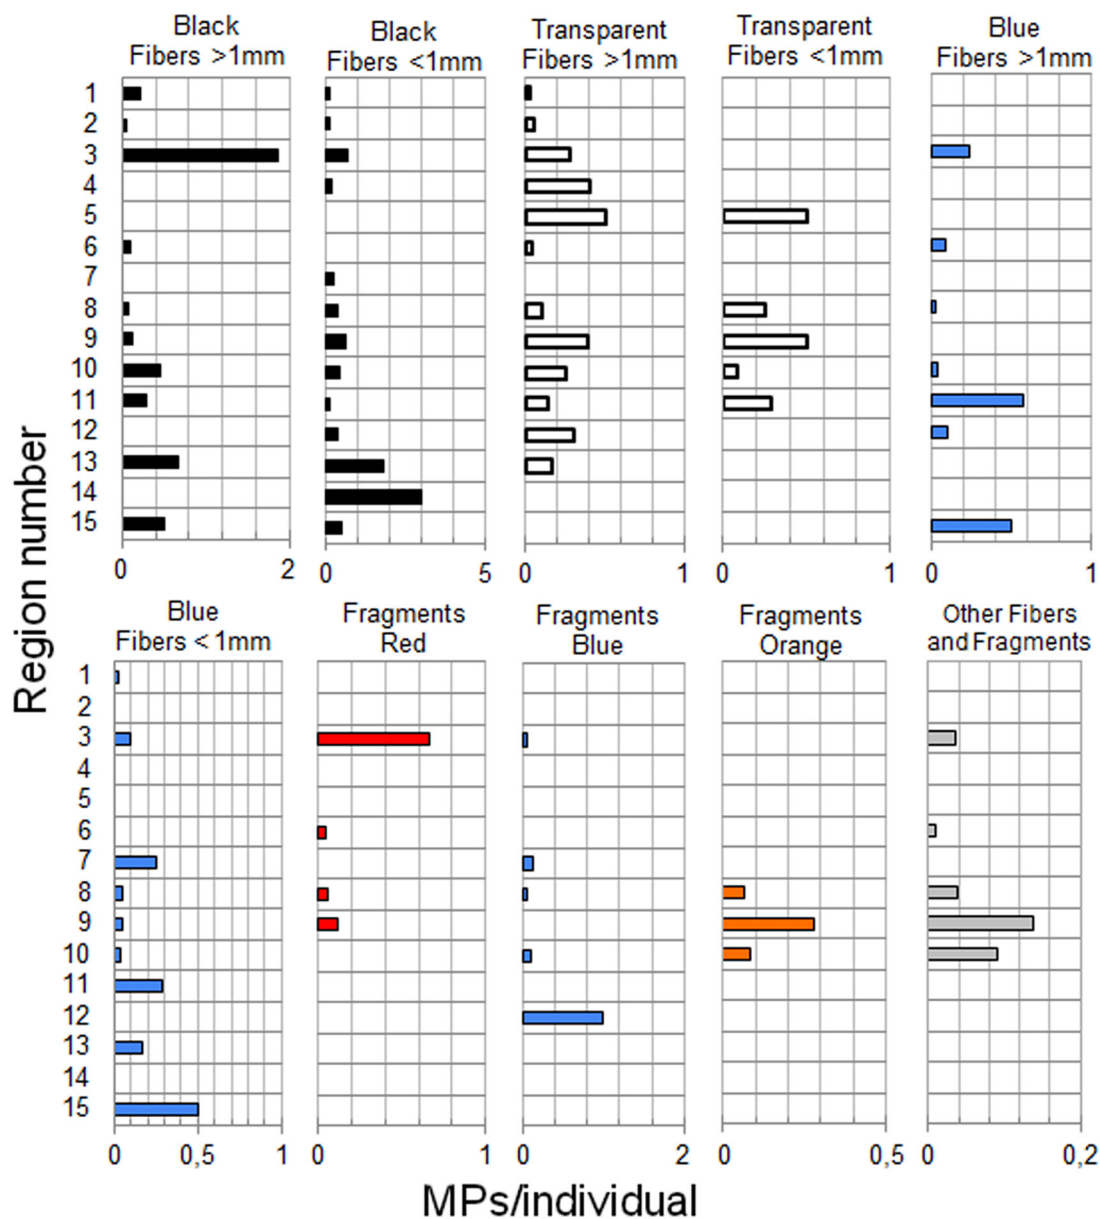 Black
Fibers >1mm
Black
Fibers <1mm
Transparent
Fibers >1mm
Transparent
Fibers <1mm
Blue
Fibers >1mm
1
2
3
4
5
6
7
8
9
10
11
12
13
14
15
0 2
0 5
0 1
0 1
0 1
Region number
Blue
Fibers < 1mm
Fragments
Red
Fragments
Blue
Fragments
Orange
Other Fibers
and Fragments
1
2
3
4
5
6
7
8
9
10
11
12
13
14
15
0 0,5 1
0 1
0 2
0 0,5
0 0,2
MPs/individual